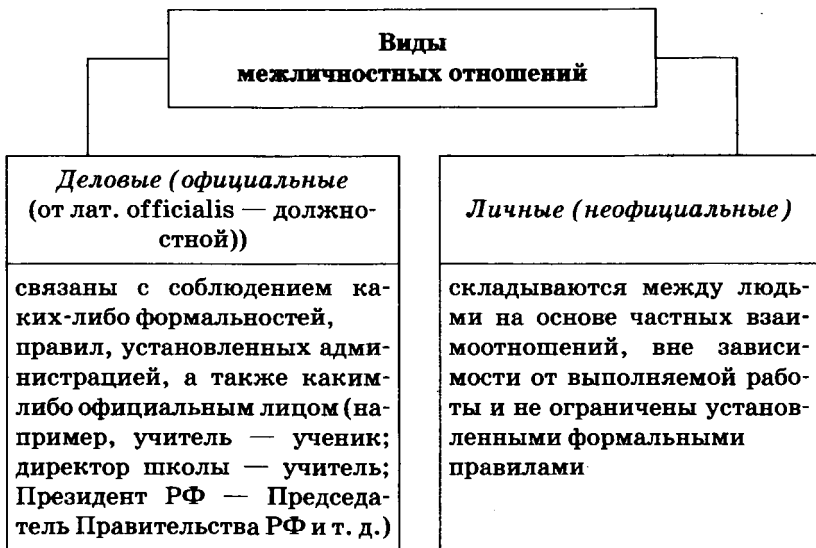 Виды
межличностных отношений
Деловые (официальные
(от лат. officialis — должно-
стной))
связаны с соблюдением ка-
ких-либо формальностей,
правил, установленных адми-
нистрацией, а также каким-
либо официальным лицом (на-
пример, учитель — ученик;
директор школы — учитель;
Президент РФ — Председа-
тель Правительства РФ и т. д.)
Личные (неофициальные)
складываются между людь-
ми на основе частных взаи-
моотношений, вне зависи-
мости от выполняемой рабо-
ты и не ограничены установ-
ленными формальными
правилами